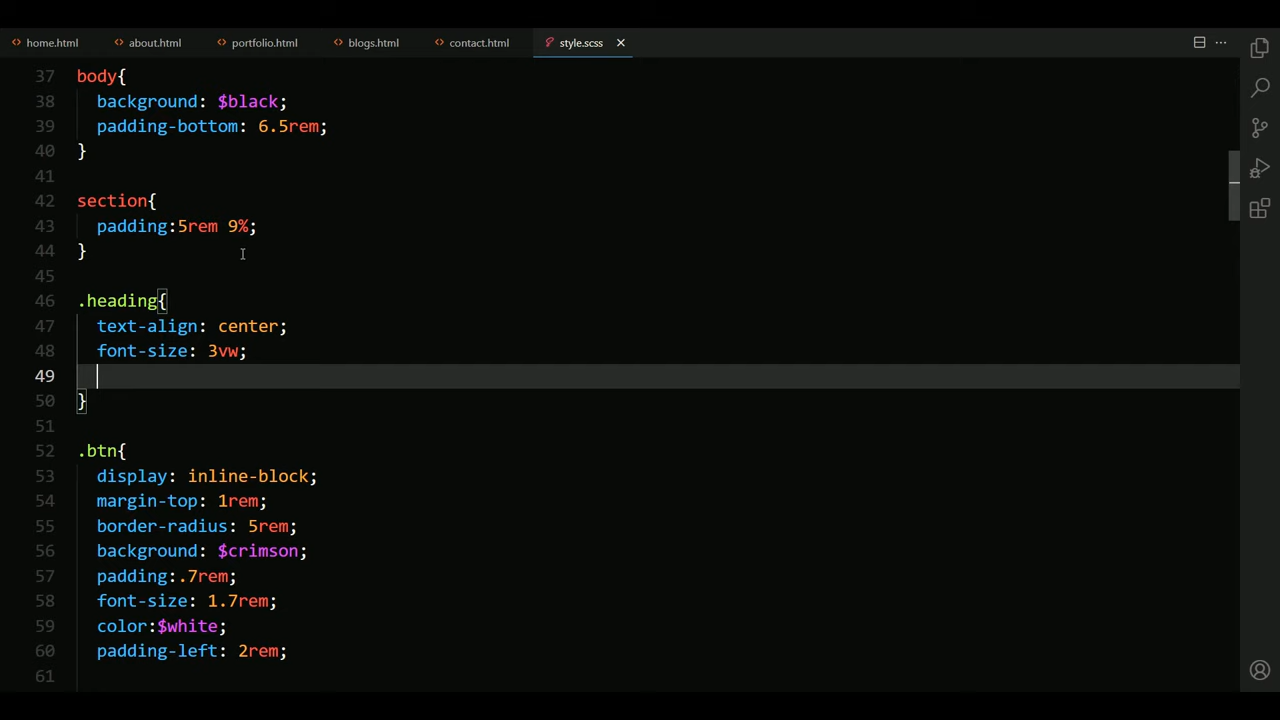 home.html about.html portfolio.html blogs.html contact.html style.scss
37 body{
38 background: $black;
39 padding-bottom: 6.5rem;
40 }
41
42 section{
43 padding:5rem 9%;
44 }
45
46 .heading{
47 text-align: center;
48 font-size: 3vw;
49
50 }
51
52 .btn{
53 display: inline-block;
54 margin-top: 1rem;
55 border-radius: 5rem;
56 background: $crimson;
57 padding:.7rem;
58 font-size: 1.7rem;
59 color:$white;
60 padding-left: 2rem;
61